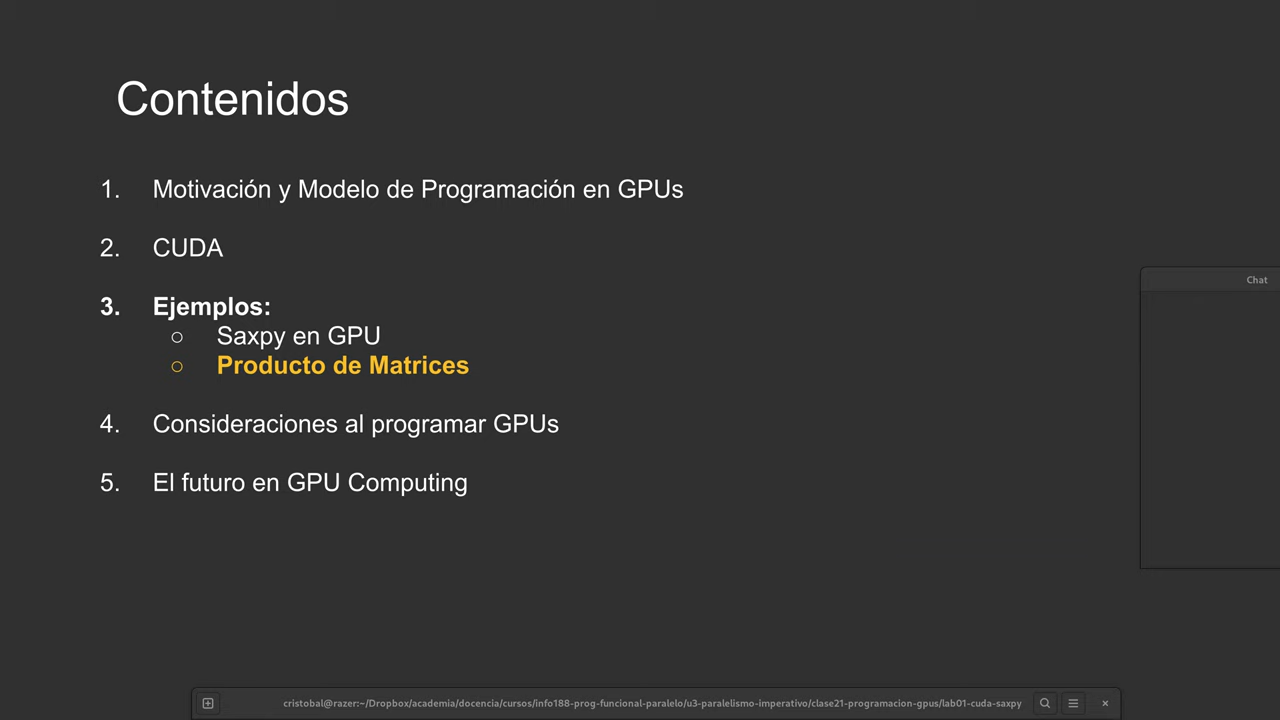 Contenidos
1. Motivación y Modelo de Programación en GPUs
2. CUDA
3. Ejemplos:
○ Saxpy en GPU
○ Producto de Matrices
4. Consideraciones al programar GPUs
5. El futuro en GPU Computing
Chat
cristobal@razer:~/Dropbox/academia/docencia/cursos/info188-prog-funcional-paralelo/u3-paralelismo-imperativo/clase21-programacion-gpus/lab01-cuda-saxpy